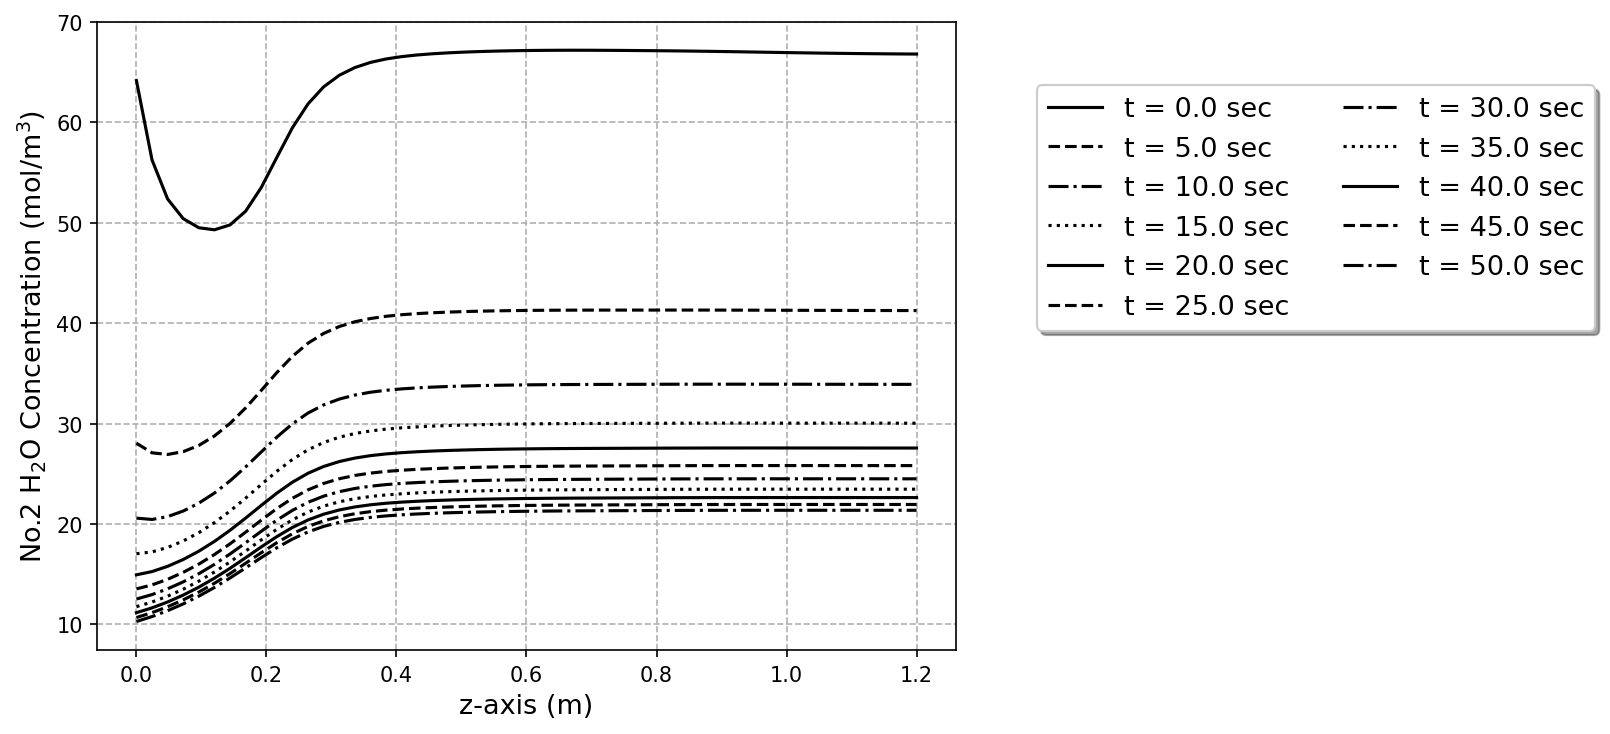 70
60
50
40
30
20
10
No.2 H₂O Concentration (mol/m³)
0.0 0.2 0.4 0.6 0.8 1.0 1.2
z-axis (m)
t = 0.0 sec
t = 5.0 sec
t = 10.0 sec
t = 15.0 sec
t = 20.0 sec
t = 25.0 sec
t = 30.0 sec
t = 35.0 sec
t = 40.0 sec
t = 45.0 sec
t = 50.0 sec